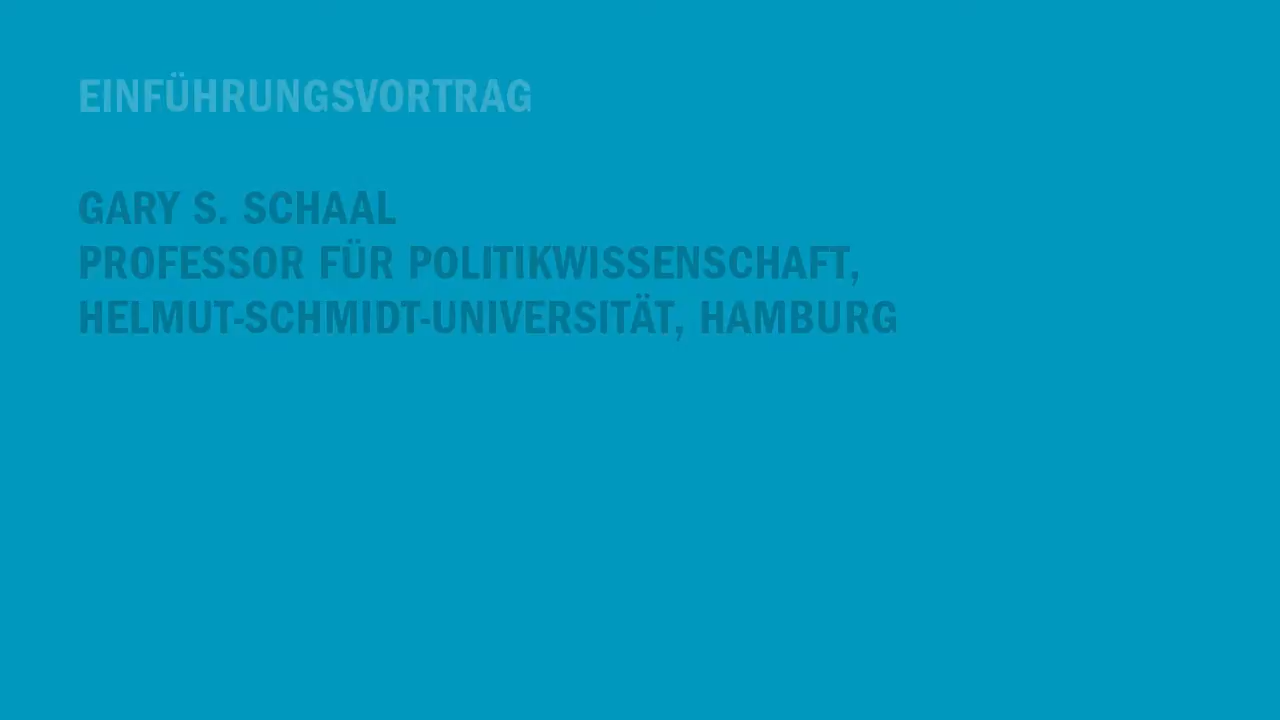 EINFÜHRUNGSVORTRAG
GARY S. SCHAAL
PROFESSOR FÜR POLITIKWISSENSCHAFT,
HELMUT-SCHMIDT-UNIVERSITÄT, HAMBURG